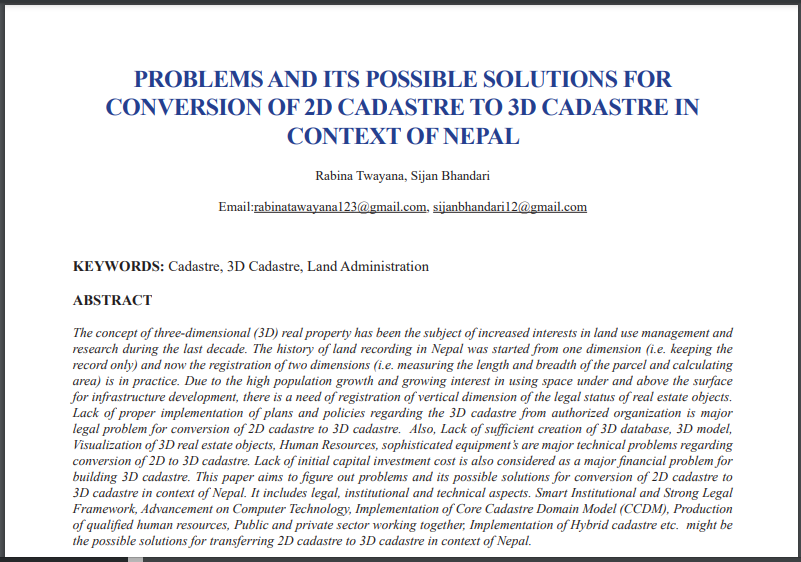 PROBLEMS AND ITS POSSIBLE SOLUTIONS FOR
CONVERSION OF 2D CADASTRE TO 3D CADASTRE IN
CONTEXT OF NEPAL
Rabina Twayana, Sijan Bhandari
Email:rabinatawayana123@gmail.com, sijanbhandari12@gmail.com
KEYWORDS: Cadastre, 3D Cadastre, Land Administration
ABSTRACT
The concept of three-dimensional (3D) real property has been the subject of increased interests in land use management and
research during the last decade. The history of land recording in Nepal was started from one dimension (i.e. keeping the
record only) and now the registration of two dimensions (i.e. measuring the length and breadth of the parcel and calculating
area) is in practice. Due to the high population growth and growing interest in using space under and above the surface
for infrastructure development, there is a need of registration of vertical dimension of the legal status of real estate objects.
Lack of proper implementation of plans and policies regarding the 3D cadastre from authorized organization is major
legal problem for conversion of 2D cadastre to 3D cadastre. Also, Lack of sufficient creation of 3D database, 3D model,
Visualization of 3D real estate objects, Human Resources, sophisticated equipment's are major technical problems regarding
conversion of 2D to 3D cadastre. Lack of initial capital investment cost is also considered as a major financial problem for
building 3D cadastre. This paper aims to figure out problems and its possible solutions for conversion of 2D cadastre to
3D cadastre in context of Nepal. It includes legal, institutional and technical aspects. Smart Institutional and Strong Legal
Framework, Advancement on Computer Technology, Implementation of Core Cadastre Domain Model (CCDM), Production
of qualified human resources, Public and private sector working together, Implementation of Hybrid cadastre etc. might be
the possible solutions for transferring 2D cadastre to 3D cadastre in context of Nepal.